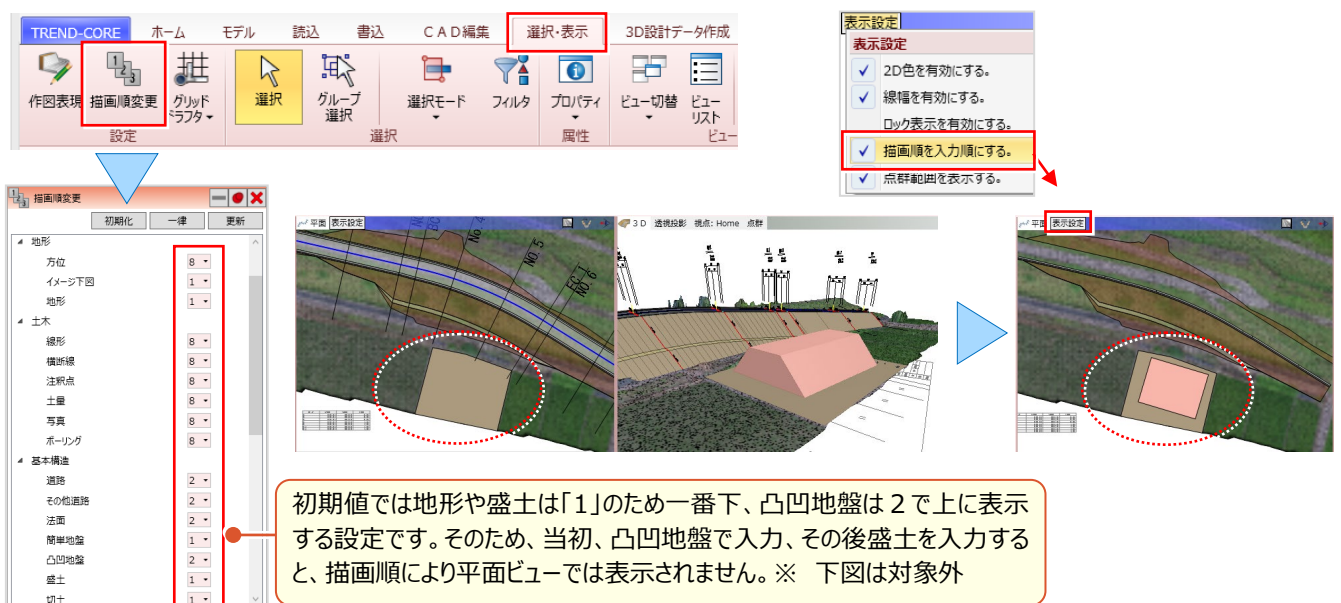 TREND-CORE ホーム モデル 読込 書込 CAD編集 選択・表示 3D設計データ作成
作図表現
描画順変更
グリッド
ドラフタ
設定
選択
グループ
選択
選択モード
フィルタ
選択
プロパティ
属性
ビュー切替
ビュー
リスト
ビュー
表示設定
表示設定
2D色を有効にする。
線幅を有効にする。
ロック表示を有効にする。
描画順を入力順にする。
点群範囲を表示する。
描画順変更
初期化 一律 更新
地形
方位 8
イメージ下図 1
地形 1
土木
線形 8
横断線 8
注釈点 8
土量 8
写真 8
ボーリング 8
基本構造
道路 2
その他道路 2
法面 2
簡単地盤 1
凸凹地盤 2
盛土 1
切土 1
平面 表示設定
NO.5
NO.6
3D 透視投影 視点: Home 点群
平面 表示設定
初期値では地形や盛土は「1」のため一番下、凸凹地盤は２で上に表示
する設定です。そのため、当初、凸凹地盤で入力、その後盛土を入力する
と、描画順により平面ビューでは表示されません。※ 下図は対象外